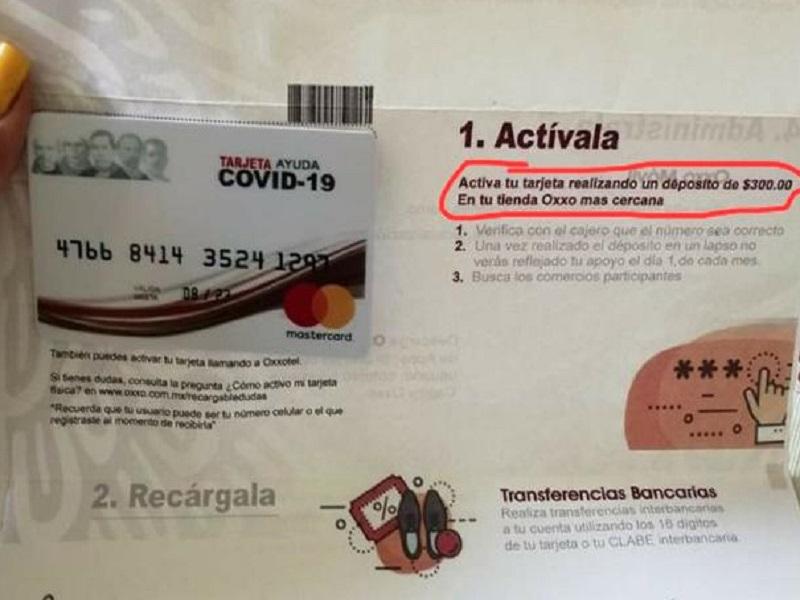 TARJETA AYUDA
COVID-19
4766 8414 3524 1297
VALIDA
HASTA
mastercard
También puedes activar tu tarjeta llamando a Oxxotel.
Si tienes dudas, consulta la pregunta ¿Cómo activo mi tarjeta
física? en www.oxxo.com.mx/recargabledudas
*Recuerda que tu usuario puede ser tu número celular o el que
registraste al momento de recibirla"
1. Actívala
Activa tu tarjeta realizando un déposito de $300.00
En tu tienda Oxxo mas cercana
1. Verifica con el cajero que el número sea correcto
2. Una vez realizado el déposito en un lapso no
verás reflejado tu apoyo el día 1, de cada mes.
3. Busca los comercios participantes
***
2. Recárgala
%
Transferencias Bancarias
Realiza transferencias interbancarias
a tu cuenta utilizando los 16 dígitos
de tu tarjeta o tu CLABE interbancaria.